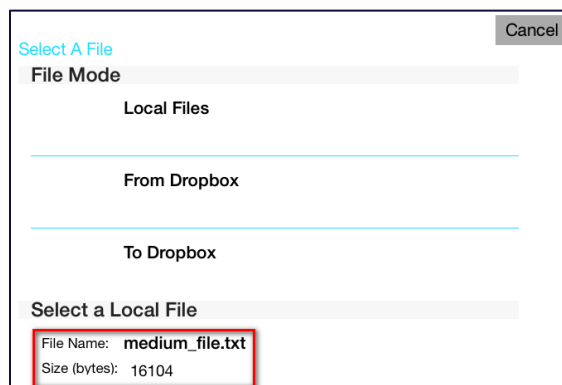 Cancel
Select A File
File Mode
Local Files
From Dropbox
To Dropbox
Select a Local File
File Name: medium_file.txt
Size (bytes): 16104